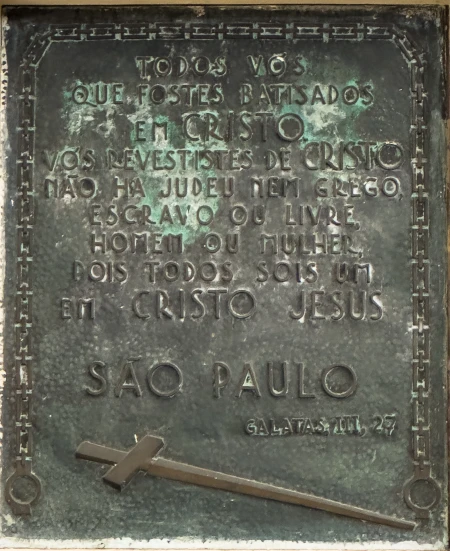 TODOS VÓS
QUE FOSTES BATISADOS
EM CRISTO
VÓS REVESTISTES DE CRISTO
NÃO HÁ JUDEU NEM GREGO,
ESCRAVO OU LIVRE,
HOMEM OU MULHER,
POIS TODOS SOIS UM
EM CRISTO JESUS
SÃO PAULO
GALATAS, III, 27